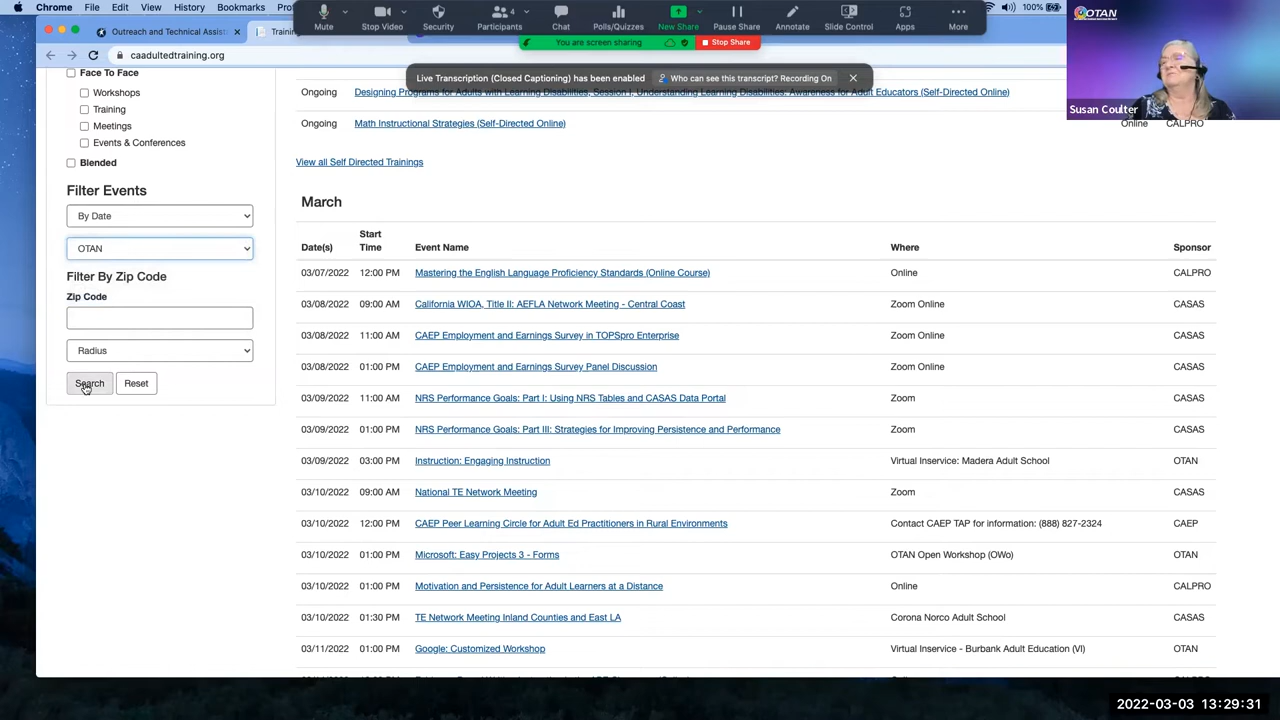 Chrome File Edit View History Bookmarks
100%
Mute Stop Video Security Participants 4 Chat Polls/Quizzes New Share Pause Share Annotate Slide Control Apps More
You are screen sharing Stop Share
OTAN
Susan Coulter
Outreach and Technical Assist
caadultedtraining.org
Live Transcription (Closed Captioning) has been enabled Who can see this transcript? Recording On
Face To Face
Workshops
Training
Meetings
Events & Conferences
Blended
Filter Events
By Date
OTAN
Filter By Zip Code
Zip Code
Radius
Search Reset
Ongoing Designing Programs for Adults with Learning Disabilities, Session I, Understanding Learning Disabilities: Awareness for Adult Educators (Self-Directed Online)
Ongoing Math Instructional Strategies (Self-Directed Online) Online CALPRO
View all Self Directed Trainings
March
Date(s) Start Time Event Name Where Sponsor
03/07/2022 12:00 PM Mastering the English Language Proficiency Standards (Online Course) Online CALPRO
03/08/2022 09:00 AM California WIOA, Title II: AEFLA Network Meeting - Central Coast Zoom Online CASAS
03/08/2022 11:00 AM CAEP Employment and Earnings Survey in TOPSpro Enterprise Zoom Online CASAS
03/08/2022 01:00 PM CAEP Employment and Earnings Survey Panel Discussion Zoom Online CASAS
03/09/2022 11:00 AM NRS Performance Goals: Part I: Using NRS Tables and CASAS Data Portal Zoom CASAS
03/09/2022 01:00 PM NRS Performance Goals: Part III: Strategies for Improving Persistence and Performance Zoom CASAS
03/09/2022 03:00 PM Instruction: Engaging Instruction Virtual Inservice: Madera Adult School OTAN
03/10/2022 09:00 AM National TE Network Meeting Zoom CASAS
03/10/2022 12:00 PM CAEP Peer Learning Circle for Adult Ed Practitioners in Rural Environments Contact CAEP TAP for information: (888) 827-2324 CAEP
03/10/2022 01:00 PM Microsoft: Easy Projects 3 - Forms OTAN Open Workshop (OWo) OTAN
03/10/2022 01:00 PM Motivation and Persistence for Adult Learners at a Distance Online CALPRO
03/10/2022 01:30 PM TE Network Meeting Inland Counties and East LA Corona Norco Adult School CASAS
03/11/2022 01:00 PM Google: Customized Workshop Virtual Inservice - Burbank Adult Education (VI) OTAN
2022-03-03 13:29:31